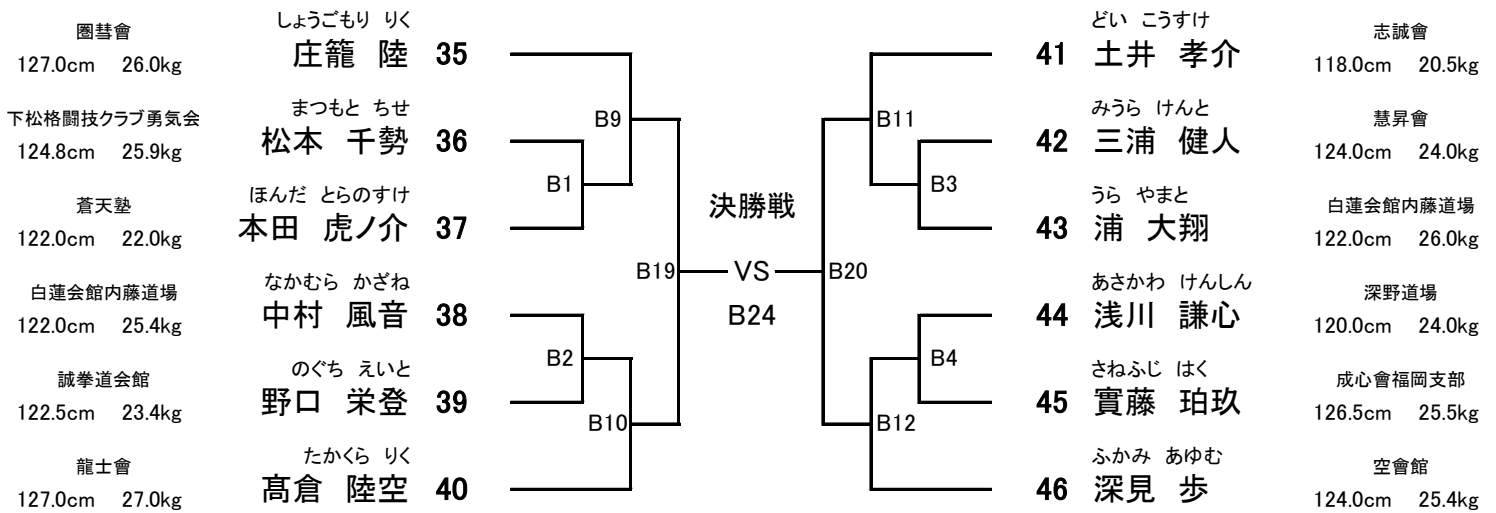 しょうごもり りく
圏彗會
庄籠 陸 35
127.0cm 26.0kg
まつもと ちせ
下松格闘技クラブ勇気会
松本 千勢 36
124.8cm 25.9kg
ほんだ とらのすけ
蒼天塾
本田 虎ノ介 37
122.0cm 22.0kg
なかむら かざね
白蓮会館内藤道場
中村 風音 38
122.0cm 25.4kg
のぐち えいと
誠拳道会館
野口 栄登 39
122.5cm 23.4kg
たかくら りく
龍士會
髙倉 陸空 40
127.0cm 27.0kg
B9
B1
B19
B2
B10
決勝戦
VS
B24
B11
B3
B20
B4
B12
どい こうすけ
41 土井 孝介
志誠會
118.0cm 20.5kg
みうら けんと
42 三浦 健人
慧昇會
124.0cm 24.0kg
うら やまと
43 浦 大翔
白蓮会館内藤道場
122.0cm 26.0kg
あさかわ けんしん
44 浅川 謙心
深野道場
120.0cm 24.0kg
さねふじ はく
45 實藤 珀玖
成心會福岡支部
126.5cm 25.5kg
ふかみ あゆむ
46 深見 歩
空會館
124.0cm 25.4kg